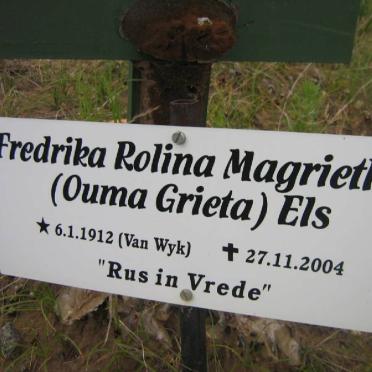 Fredrika Rolina Magrieth
(Ouma Grieta) Els
★ 6.1.1912 (Van Wyk) ✝ 27.11.2004
"Rus in Vrede"